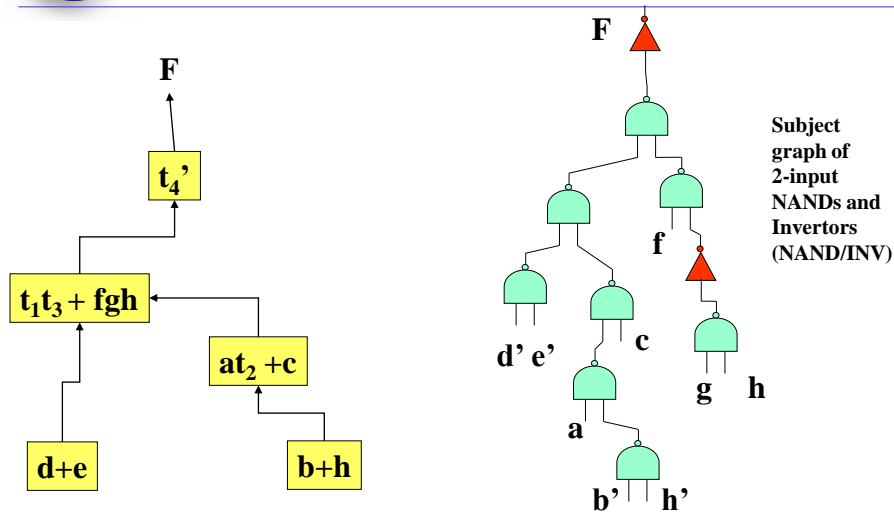 F
t₄’
t₁t₃ + fgh
at₂ +c
d+e
b+h
F
Subject
graph of
2-input
NANDs and
Invertors
(NAND/INV)
f
d’ e’
c
g h
a
b’ h’